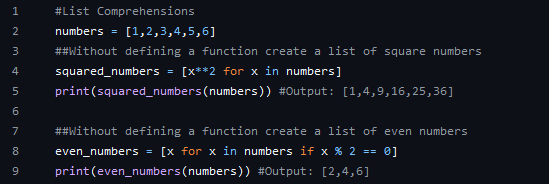 1 #List Comprehensions
2 numbers = [1,2,3,4,5,6]
3 ##Without defining a function create a list of square numbers
4 squared_numbers = [x**2 for x in numbers]
5 print(squared_numbers(numbers)) #Output: [1,4,9,16,25,36]
6
7 ##Without defining a function create a list of even numbers
8 even_numbers = [x for x in numbers if x % 2 == 0]
9 print(even_numbers(numbers)) #Output: [2,4,6]